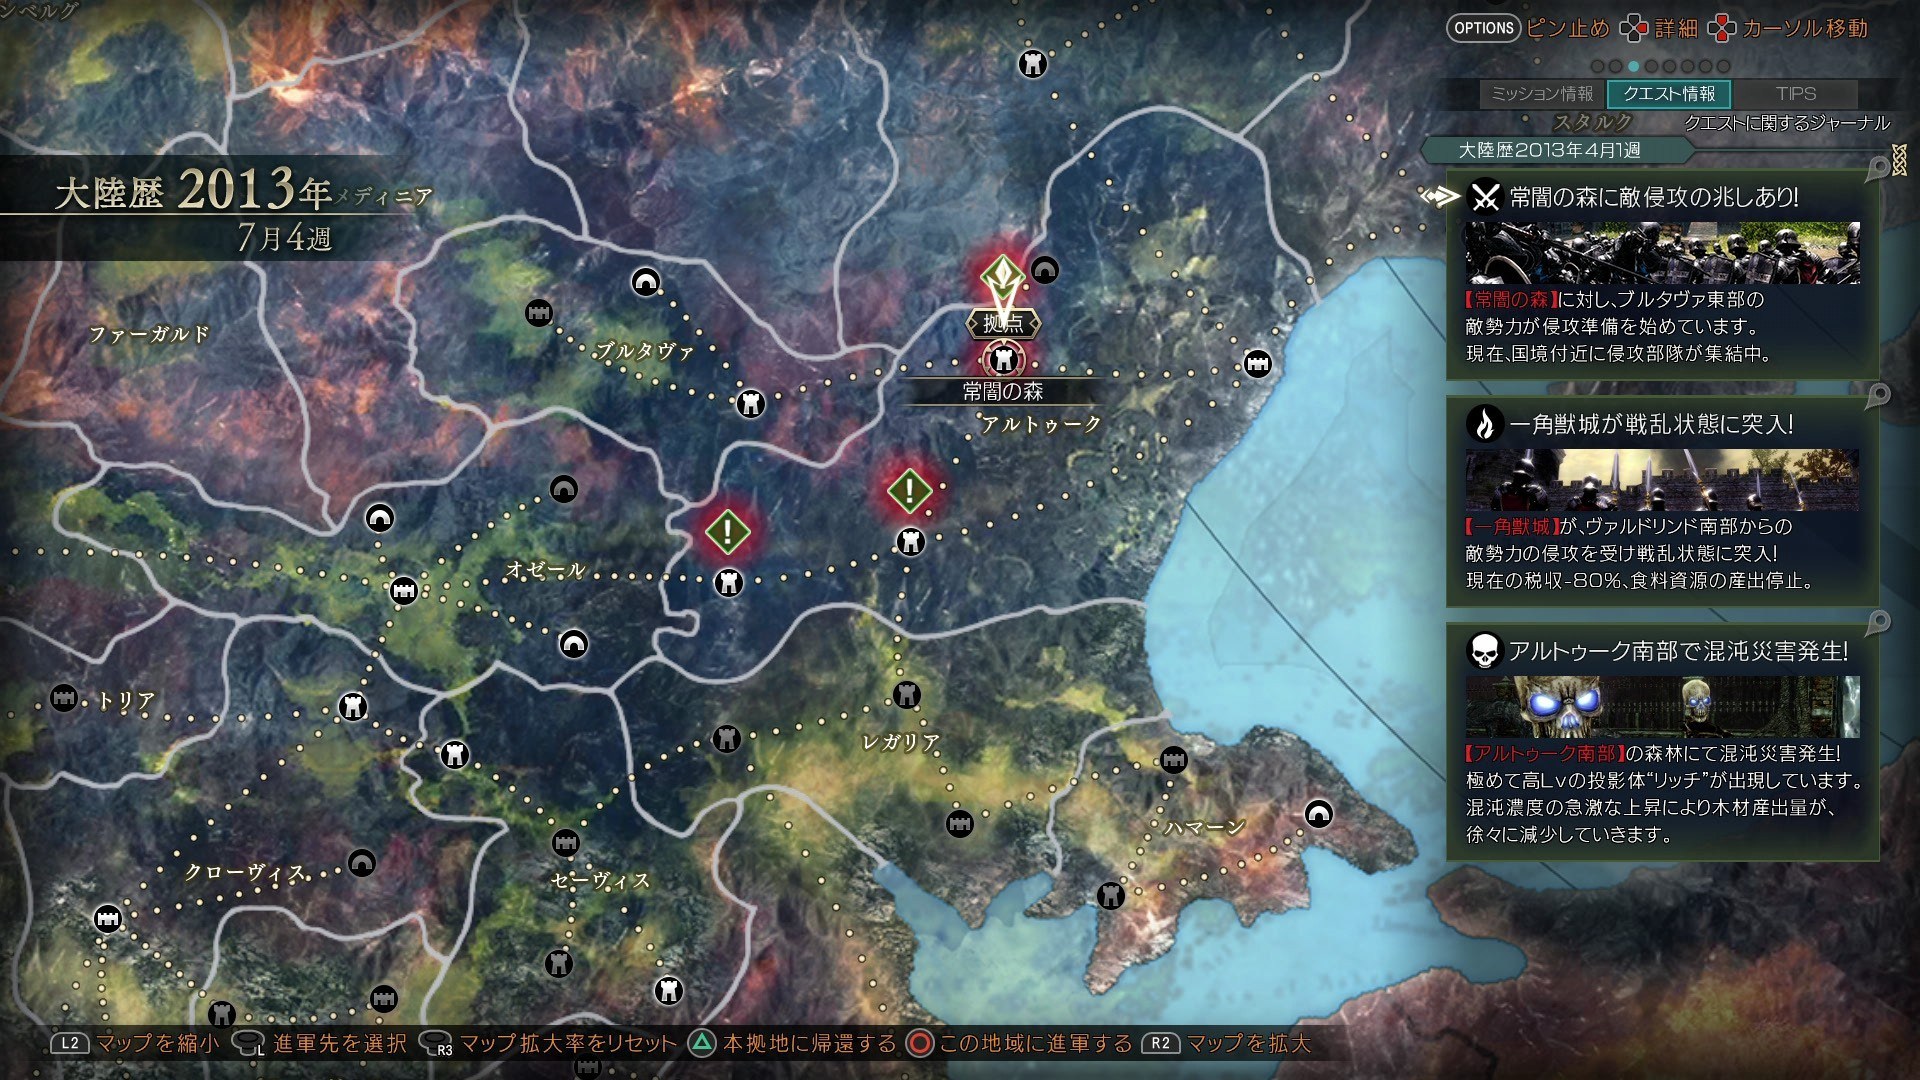 OPTIONS ピン止め 詳細 カーソル移動
ミッション情報 クエスト情報 TIPS
スタルク
クエストに関するジャーナル
大陸歴2013年4月1週
大陸歴 2013年
メディニア
7月4週
常闇の森に敵侵攻の兆しあり!
【常闇の森】に対し、ブルタヴァ東部の
敵勢力が侵攻準備を始めています。
現在、国境付近に侵攻部隊が集結中。
一角獣城が戦乱状態に突入!
【一角獣城】が、ヴァルドリンド南部からの
敵勢力の侵攻を受け戦乱状態に突入!
現在の税収-80%、食料資源の産出停止。
アルトゥーク南部で混沌災害発生!
【アルトゥーク南部】の森林にて混沌災害発生!
極めて高Lvの投影体“リッチ”が出現しています。
混沌濃度の急激な上昇により木材産出量が、
徐々に減少していきます。
ファーガルド
ブルタヴァ
拠点
常闇の森
アルトゥーク
オゼール
トリア
レガリア
ハマーン
クローヴィス
セーヴィス
L2 マップを縮小 L 進軍先を選択 R3 マップ拡大率をリセット 本拠地に帰還する この地域に進軍する R2 マップを拡大